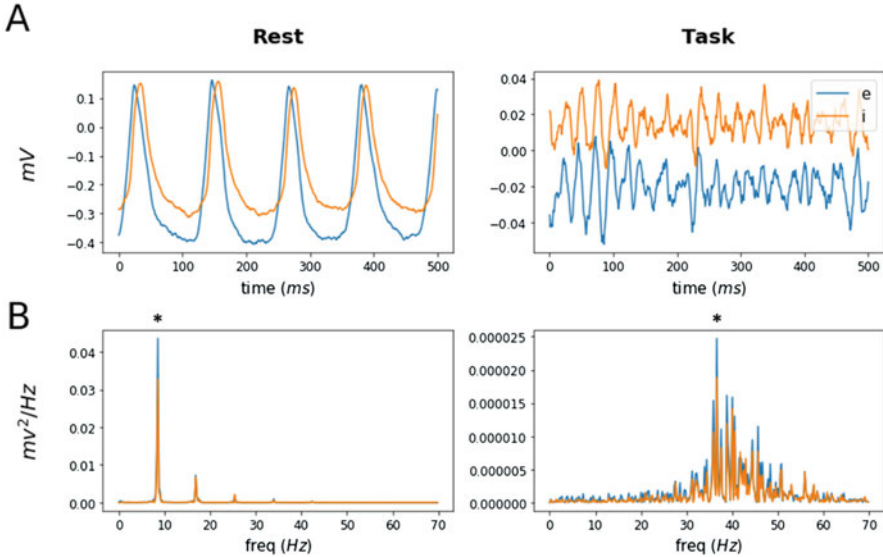 A
Rest
Task
mV
0.1
0.0
−0.1
−0.2
−0.3
−0.4
0 100 200 300 400 500
time (ms)
0.04
0.02
0.00
−0.02
−0.04
e
i
0 100 200 300 400 500
time (ms)
B
*
*
mv²/Hz
0.04
0.03
0.02
0.01
0.00
0 10 20 30 40 50 60 70
freq (Hz)
0.000025
0.000020
0.000015
0.000010
0.000005
0.000000
0 10 20 30 40 50 60 70
freq (Hz)